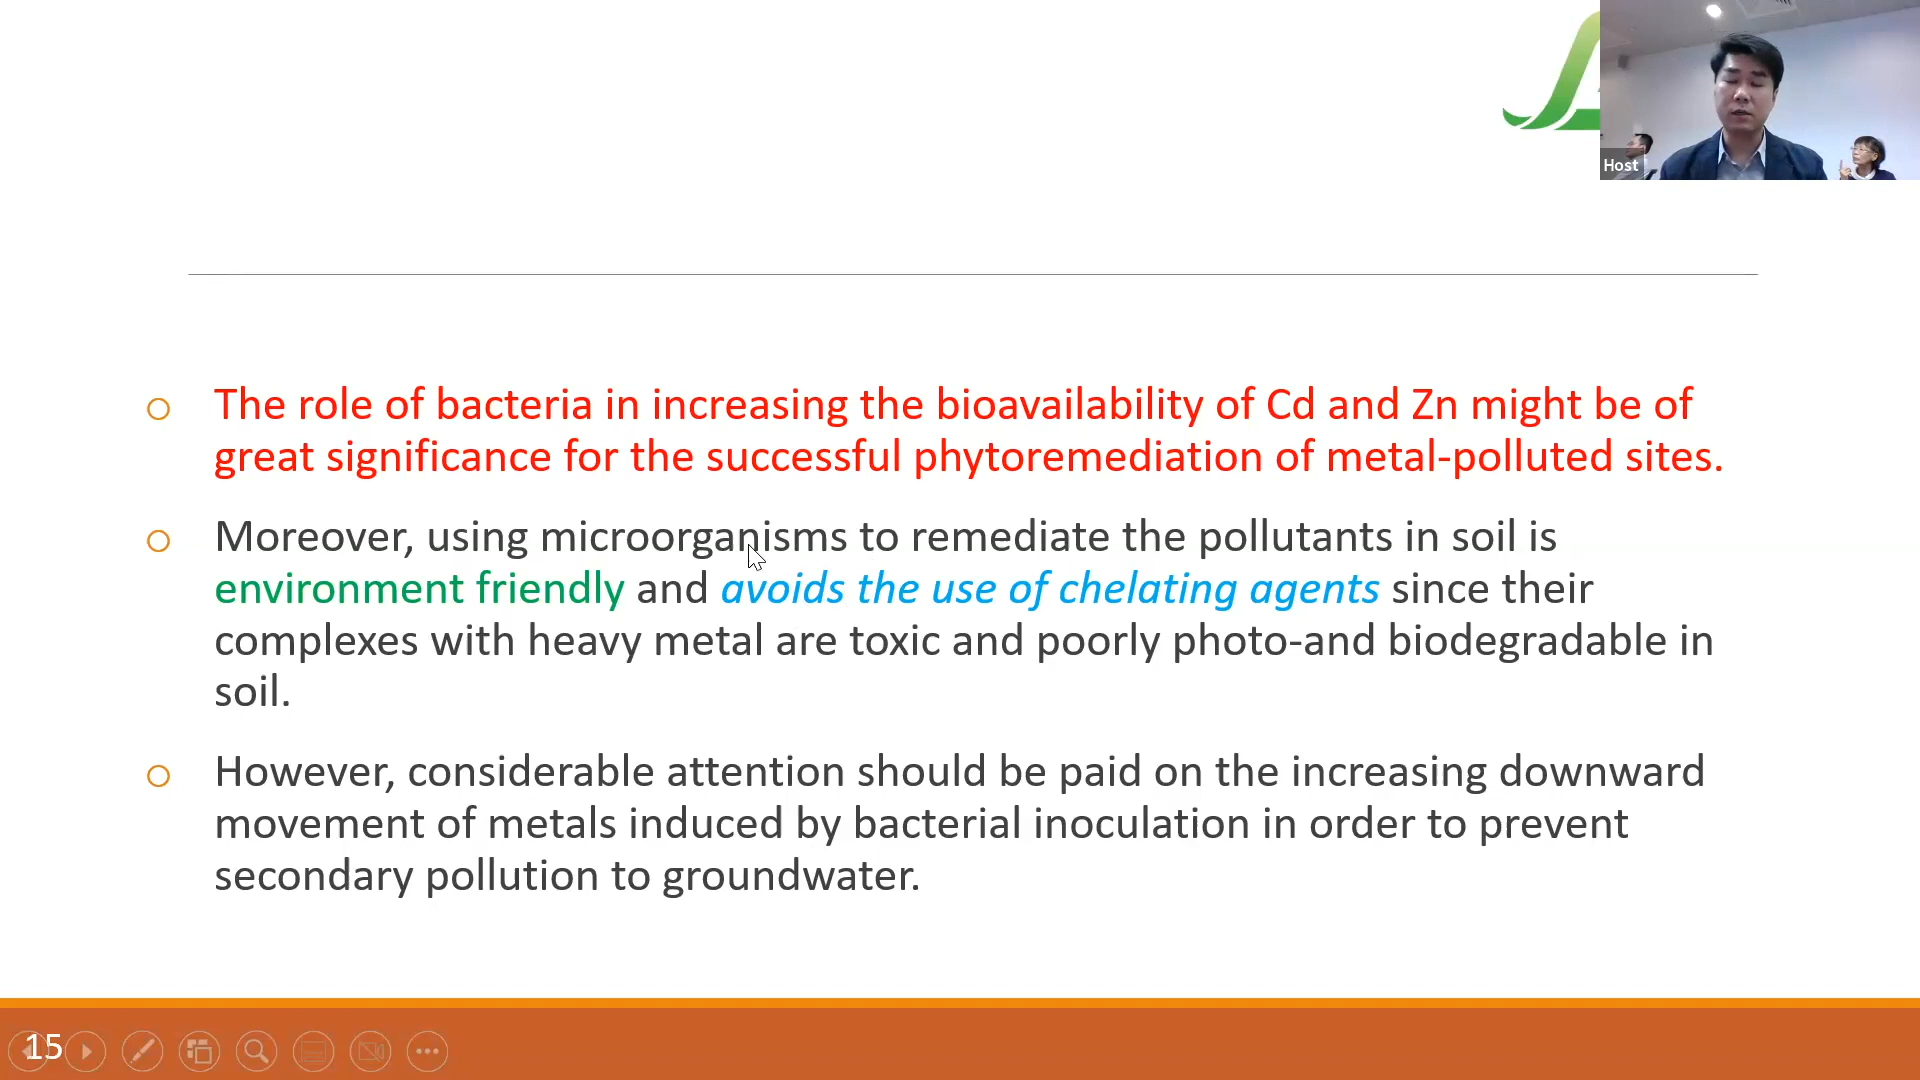 Host
The role of bacteria in increasing the bioavailability of Cd and Zn might be of
great significance for the successful phytoremediation of metal-polluted sites.
Moreover, using microorganisms to remediate the pollutants in soil is
environment friendly and avoids the use of chelating agents since their
complexes with heavy metal are toxic and poorly photo-and biodegradable in
soil.
However, considerable attention should be paid on the increasing downward
movement of metals induced by bacterial inoculation in order to prevent
secondary pollution to groundwater.
15